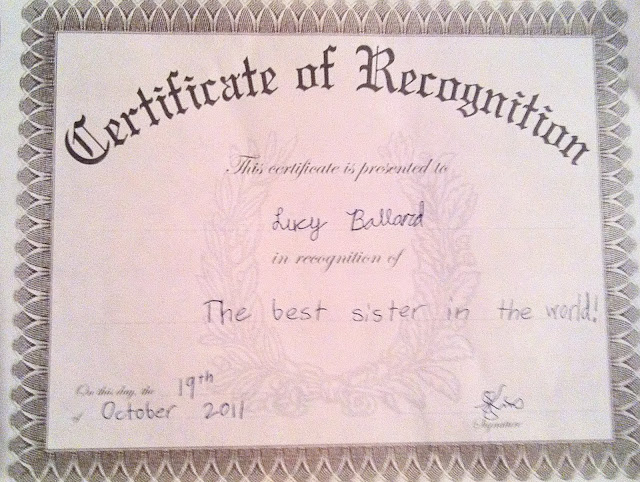 Certificate of Recognition
This certificate is presented to
Lucy Ballard
in recognition of
The best sister in the world!
On this day, the 19th
of October 2011
Signature